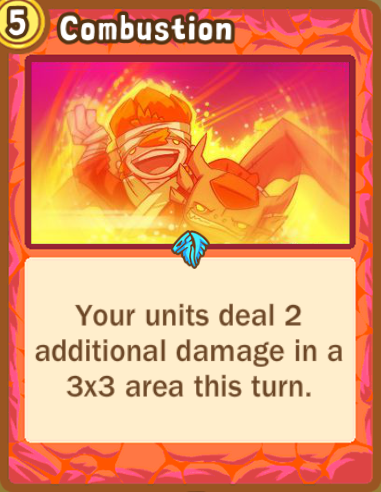 5
Combustion
Your units deal 2
additional damage in a
3x3 area this turn.